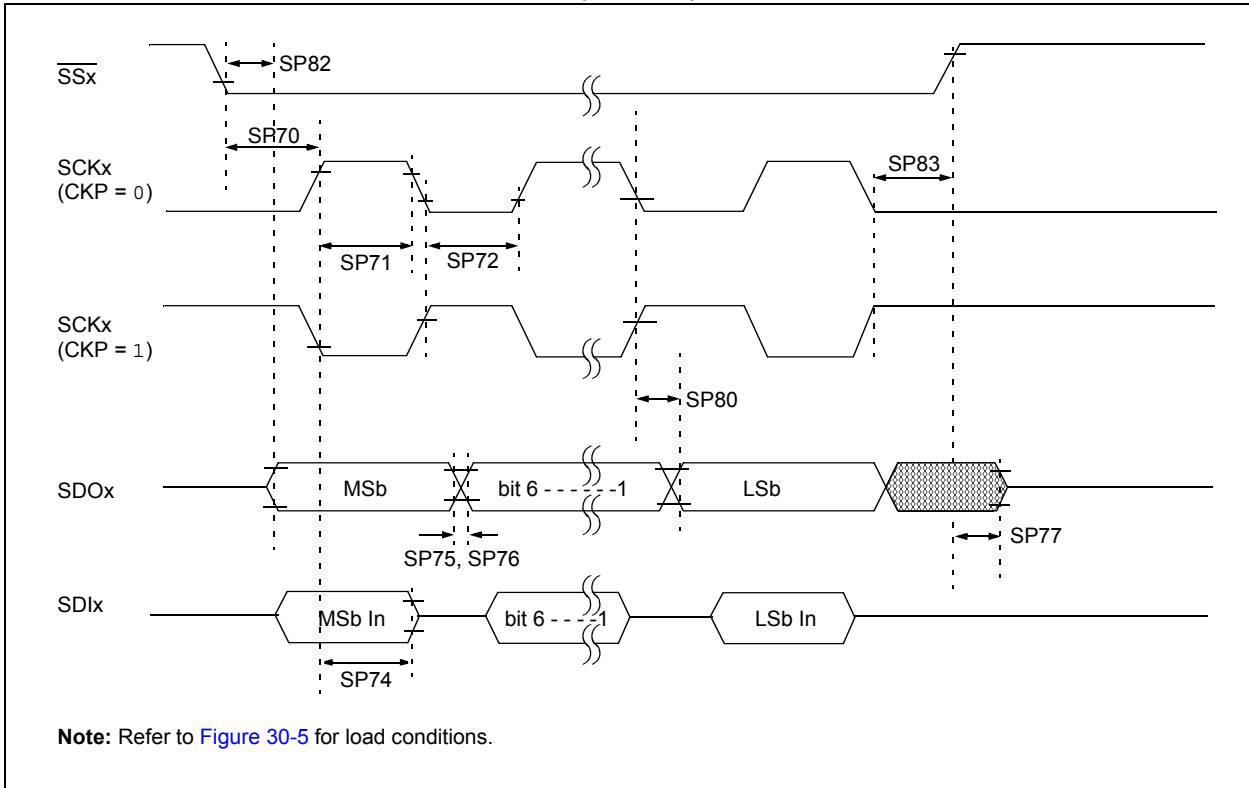 SSx
SP82
SP70
SCKx
(CKP = 0)
SP83
SP71
SP72
SCKx
(CKP = 1)
SP80
SDOx
MSb
bit 6 - - - - - -1
LSb
SP75, SP76
SP77
SDIx
MSb In
bit 6 - - - -1
LSb In
SP74
Note: Refer to Figure 30-5 for load conditions.